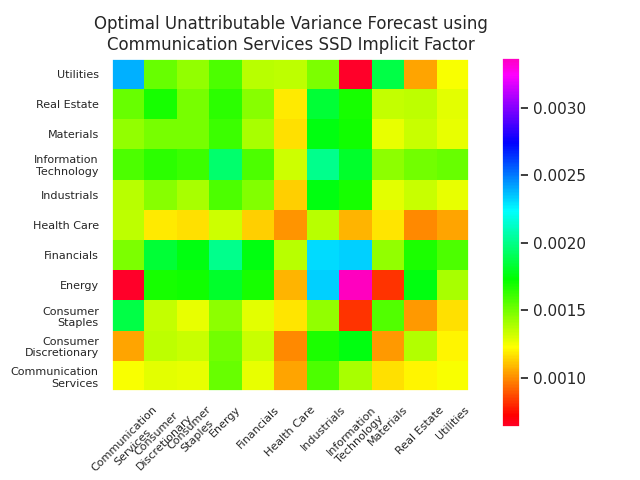 Optimal Unattributable Variance Forecast using
Communication Services SSD Implicit Factor
Utilities
Real Estate
Materials
Information
Technology
Industrials
Health Care
Financials
Energy
Consumer
Staples
Consumer
Discretionary
Communication
Services
Communication
Services
Consumer
Discretionary
Consumer
Staples
Energy
Financials
Health Care
Industrials
Information
Technology
Materials
Real Estate
Utilities
0.0030
0.0025
0.0020
0.0015
0.0010